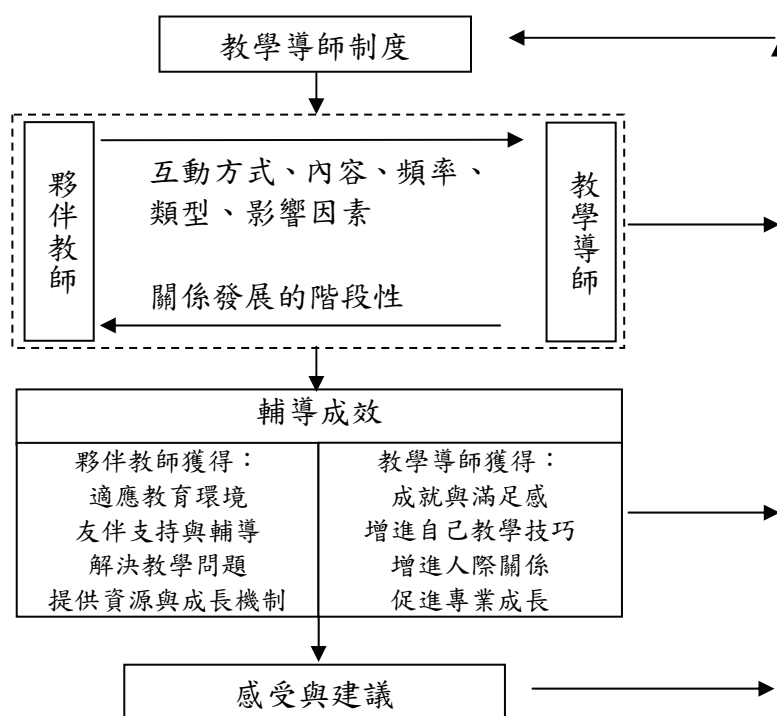 教學導師制度
夥伴教師
互動方式、內容、頻率、
類型、影響因素
關係發展的階段性
教學導師
輔導成效
夥伴教師獲得：
適應教育環境
友伴支持與輔導
解決教學問題
提供資源與成長機制
教學導師獲得：
成就與滿足感
增進自己教學技巧
增進人際關係
促進專業成長
感受與建議